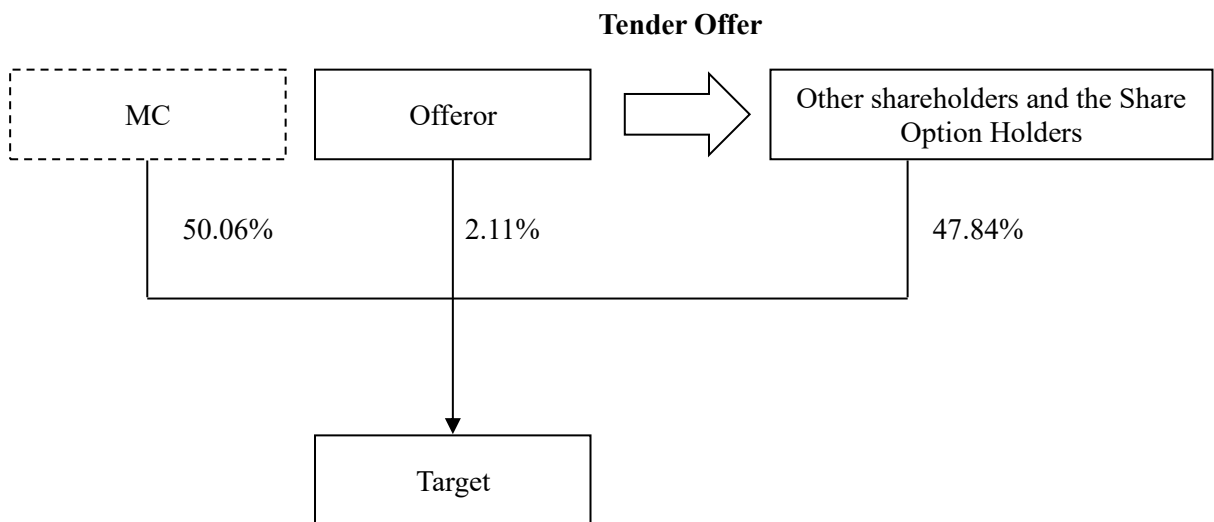 Tender Offer
MC
Offeror
Other shareholders and the Share
Option Holders
50.06%
2.11%
47.84%
Target